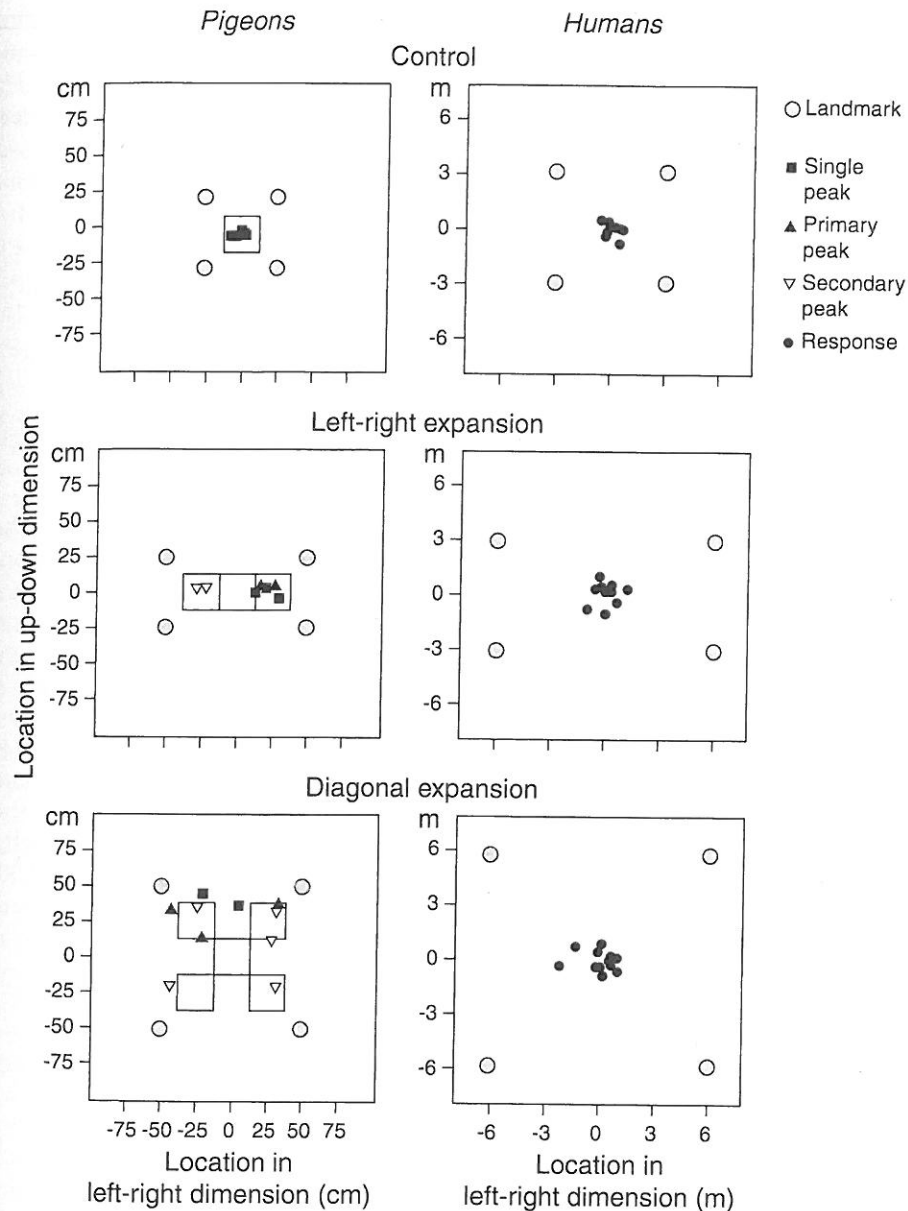 Pigeons
Humans
Control
cm
75
50
25
0
-25
-50
-75
m
6
3
0
-3
-6
Landmark
Single
peak
Primary
peak
Secondary
peak
Response
Location in up-down dimension
Left-right expansion
cm
75
50
25
0
-25
-50
-75
m
6
3
0
-3
-6
Diagonal expansion
cm
75
50
25
0
-25
-50
-75
-75 -50 -25 0 25 50 75
Location in
left-right dimension (cm)
m
6
3
0
-3
-6
-6 -3 0 3 6
Location in
left-right dimension (m)